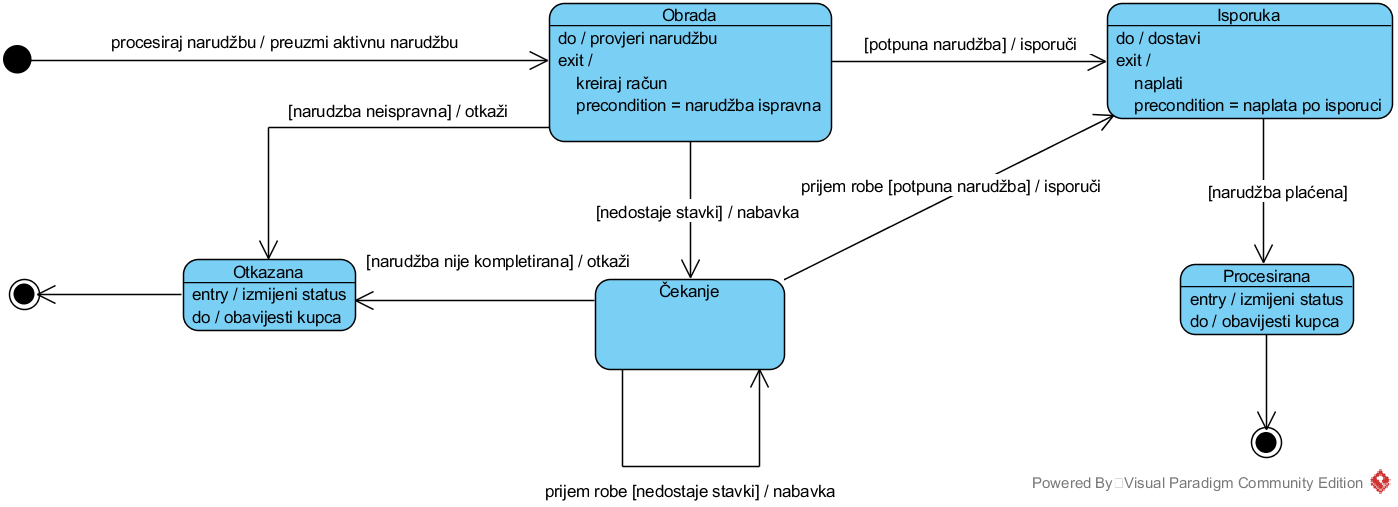 Obrada
do / provjeri narudžbu
exit /
kreiraj račun
precondition = narudžba ispravna
Isporuka
do / dostavi
exit /
naplati
precondition = naplata po isporuci
procesiraj narudžbu / preuzmi aktivnu narudžbu
[potpuna narudžba] / isporuči
[narudzba neispravna] / otkaži
prijem robe [potpuna narudžba] / isporuči
[narudžba plaćena]
[nedostaje stavki] / nabavka
[narudžba nije kompletirana] / otkaži
Otkazana
entry / izmijeni status
do / obavijesti kupca
Čekanje
Procesirana
entry / izmijeni status
do / obavijesti kupca
prijem robe [nedostaje stavki] / nabavka
Powered By Visual Paradigm Community Edition